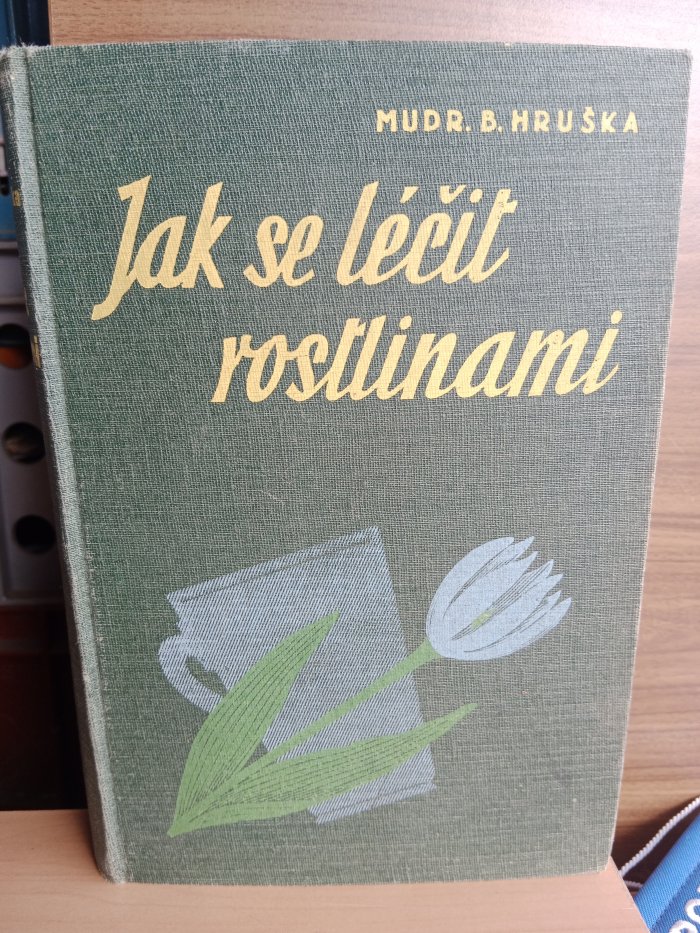 MUDR. B. HRUŠKA
Jak se léčit
rostlinami